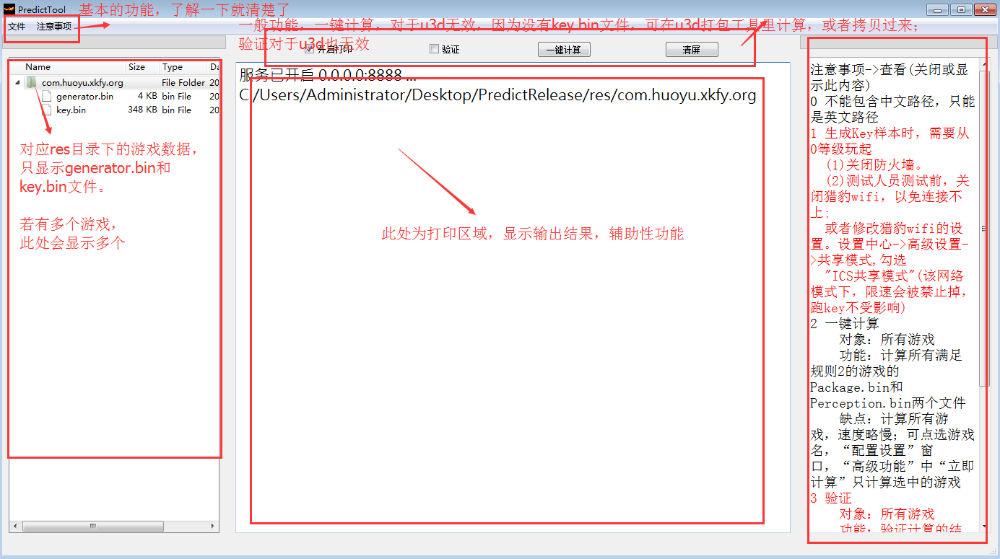 PredictTool
基本的功能，了解一下就清楚了
文件 注意事项
一般功能，一键计算，对于u3d无效，因为没有key.bin文件，可在u3d打包工具里计算，或者拷贝过来；
验证对于u3d也无效
开启打印 验证 一键计算 清屏
Name Size Type Da
com.huoyu.xkfy.org File Folder 20
generator.bin 4 KB bin File 20
key.bin 348 KB bin File 20
对应res目录下的游戏数据，
只显示generator.bin和
key.bin文件。
若有多个游戏，
此处会显示多个
服务已开启 0.0.0.0:8888 ...
C:/Users/Administrator/Desktop/PredictRelease/res/com.huoyu.xkfy.org
此处为打印区域，显示输出结果，辅助性功能
注意事项->查看(关闭或显
示此内容)
0 不能包含中文路径，只能
是英文路径
1 生成Key样本时，需要从
0等级玩起
(1)关闭防火墙。
(2)测试人员测试前，关
闭猎豹wifi，以免连接不
上;
或者修改猎豹wifi的设
置。设置中心->高级设置-
>共享模式,勾选
"ICS共享模式"(该网络
模式下，限速会被禁止掉，
跑key不受影响)
2 一键计算
对象：所有游戏
功能：计算所有满足
规则2的游戏的
Package.bin和
Perception.bin两个文件
缺点：计算所有游
戏，速度略慢；可点选游戏
名，“配置设置”窗
口，“高级功能”中“立即
计算”只计算选中的游戏
3 验证
对象：所有游戏
功能：验证计算的结